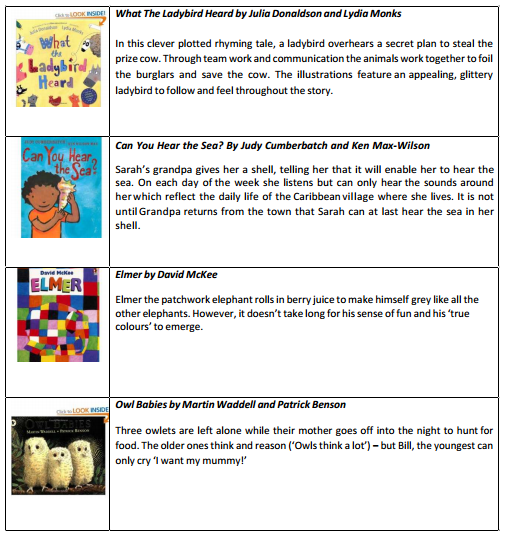 Click to LOOK INSIDE!
Julia Donaldson and Lydia Monks
What
the
Ladybird
Heard
What The Ladybird Heard by Julia Donaldson and Lydia Monks
In this clever plotted rhyming tale, a ladybird overhears a secret plan to steal the
prize cow. Through team work and communication the animals work together to foil
the burglars and save the cow. The illustrations feature an appealing, glittery
ladybird to follow and feel throughout the story.
Can You Hear
the Sea?
Can You Hear the Sea? By Judy Cumberbatch and Ken Max-Wilson
Sarah's grandpa gives her a shell, telling her that it will enable her to hear the
sea. On each day of the week she listens but can only hear the sounds around
her which reflect the daily life of the Caribbean village where she lives. It is not
until Grandpa returns from the town that Sarah can at last hear the sea in her
shell.
David McKee
ELMER
Elmer by David McKee
Elmer the patchwork elephant rolls in berry juice to make himself grey like all the
other elephants. However, it doesn't take long for his sense of fun and his 'true
colours' to emerge.
Click to LOOK INSIDE!
OWL BABIES
MARTIN WADDELL · PATRICK BENSON
Owl Babies by Martin Waddell and Patrick Benson
Three owlets are left alone while their mother goes off into the night to hunt for
food. The older ones think and reason ('Owls think a lot') – but Bill, the youngest can
only cry 'I want my mummy!'